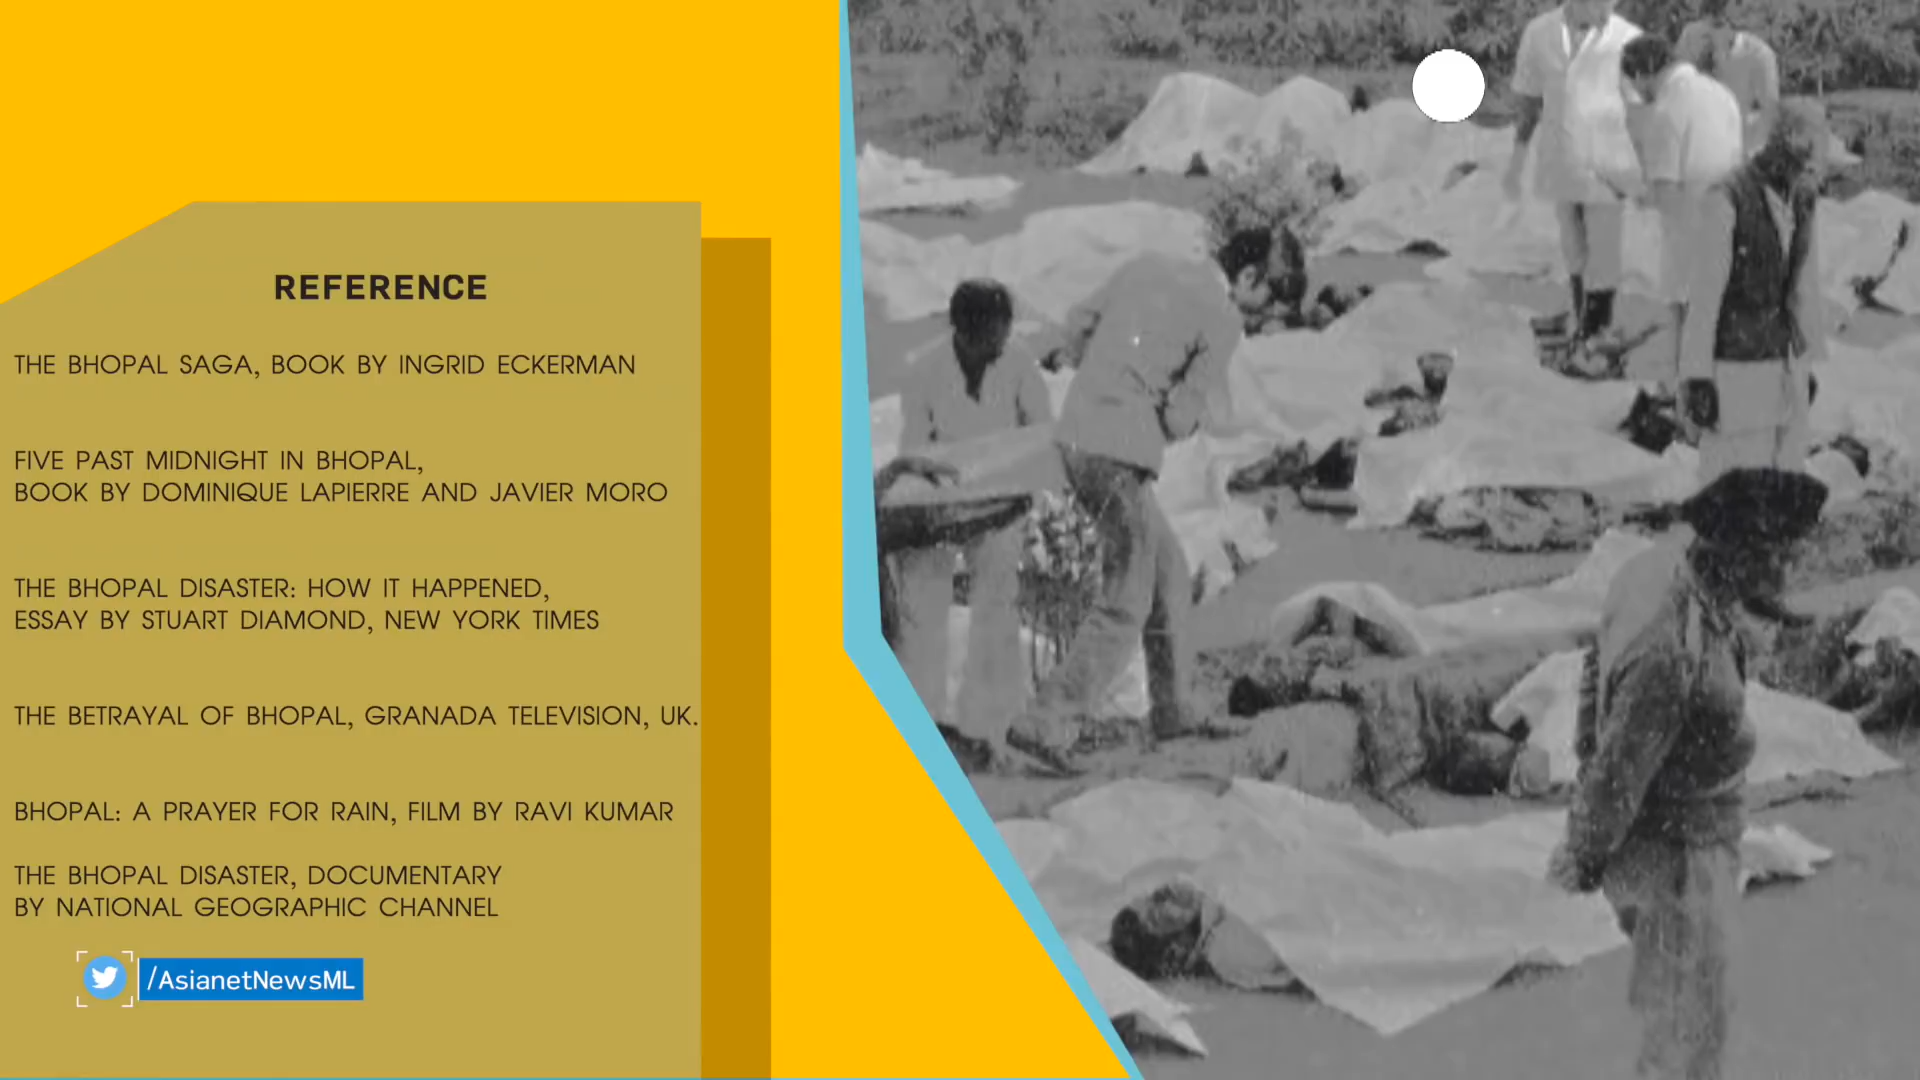 REFERENCE
THE BHOPAL SAGA, BOOK BY INGRID ECKERMAN
FIVE PAST MIDNIGHT IN BHOPAL,
BOOK BY DOMINIQUE LAPIERRE AND JAVIER MORO
THE BHOPAL DISASTER: HOW IT HAPPENED,
ESSAY BY STUART DIAMOND, NEW YORK TIMES
THE BETRAYAL OF BHOPAL, GRANADA TELEVISION, UK.
BHOPAL: A PRAYER FOR RAIN, FILM BY RAVI KUMAR
THE BHOPAL DISASTER, DOCUMENTARY
BY NATIONAL GEOGRAPHIC CHANNEL
/AsianetNewsML